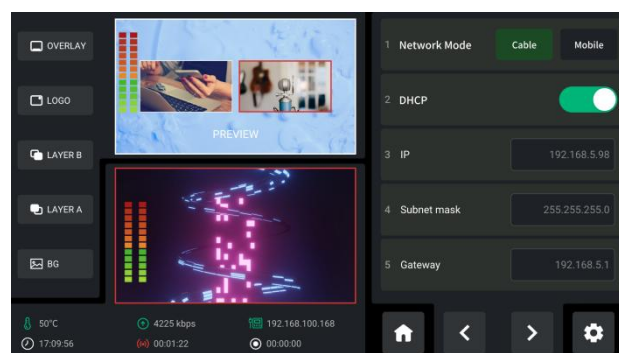 OVERLAY
LOGO
LAYER B
LAYER A
BG
PREVIEW
50°C
4225 kbps
192.168.100.168
17:09:56
00:01:22
00:00:00
1 Network Mode Cable Mobile
2 DHCP
3 IP 192.168.5.98
4 Subnet mask 255.255.255.0
5 Gateway 192.168.5.1